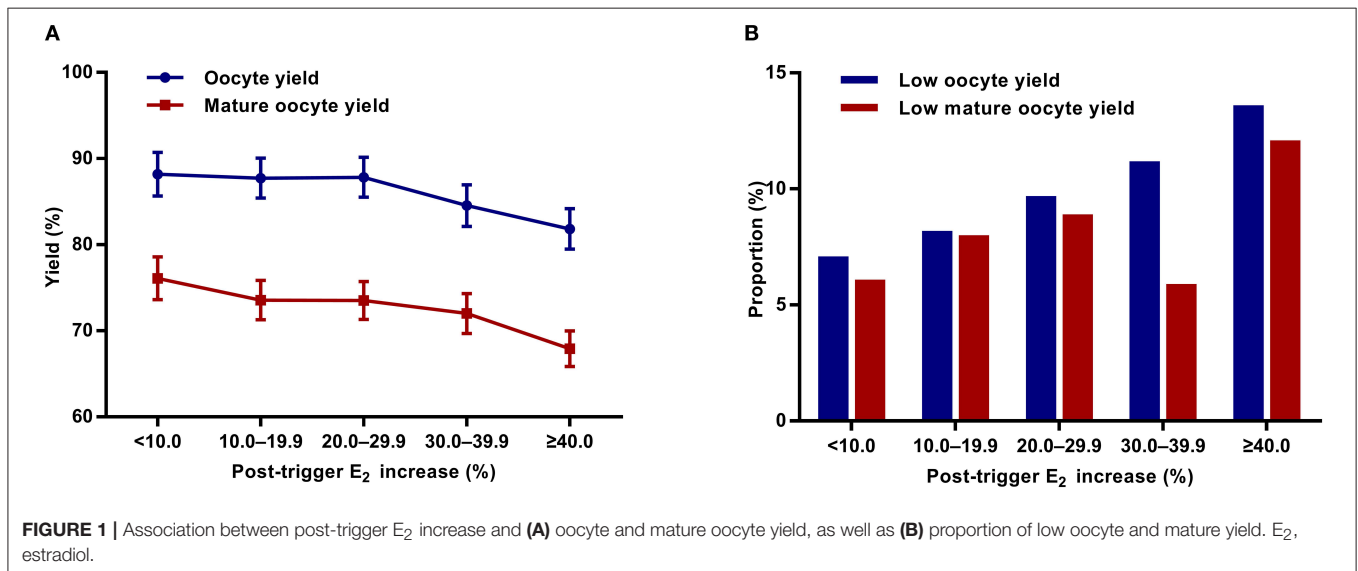 A
100
90
80
70
60
Yield (%)
Oocyte yield
Mature oocyte yield
<10.0 10.0–19.9 20.0–29.9 30.0–39.9 ≥40.0
Post-trigger E₂ increase (%)
B
15
10
5
0
Proportion (%)
Low oocyte yield
Low mature oocyte yield
<10.0 10.0–19.9 20.0–29.9 30.0–39.9 ≥40.0
Post-trigger E₂ increase (%)
FIGURE 1 | Association between post-trigger E₂ increase and (A) oocyte and mature oocyte yield, as well as (B) proportion of low oocyte and mature yield. E₂,
estradiol.